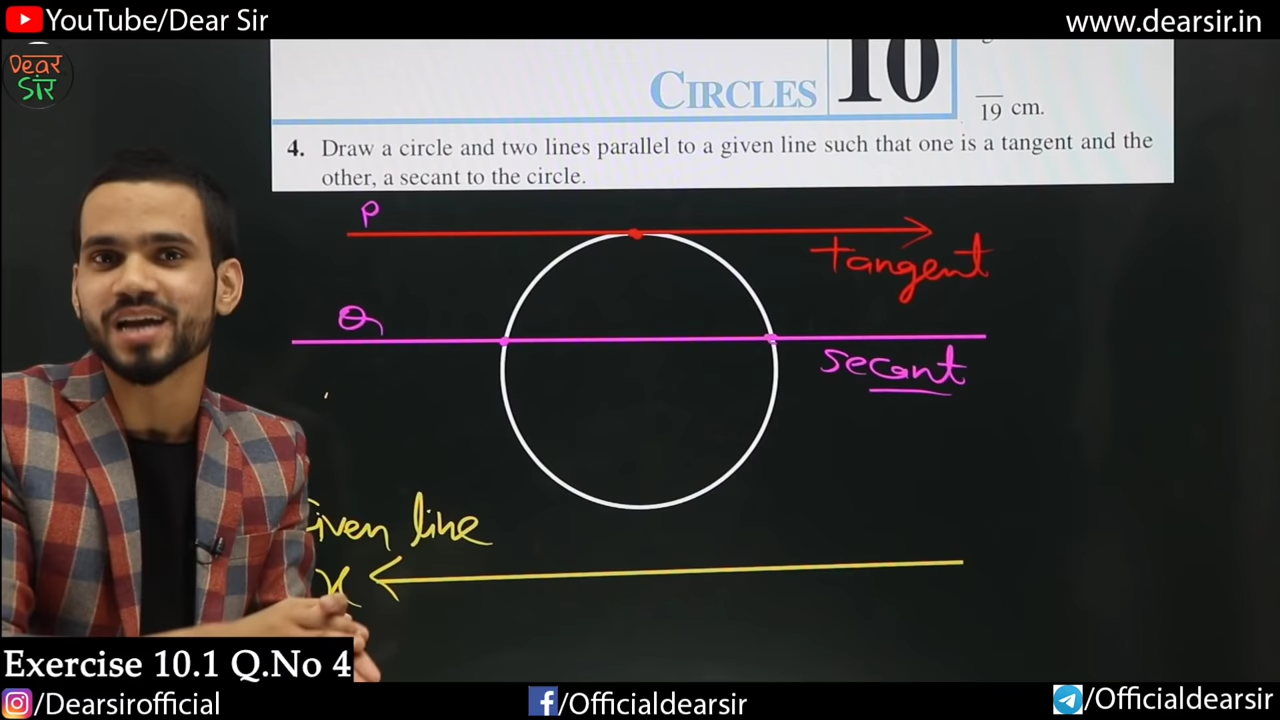 YouTube/Dear Sir
www.dearsir.in
Dear
सर
CIRCLES 10
19 cm.
4. Draw a circle and two lines parallel to a given line such that one is a tangent and the
other, a secant to the circle.
P
tangent
Q
secant
Given line
x
Exercise 10.1 Q.No 4
/Dearsirofficial
/Officialdearsir
/Officialdearsir